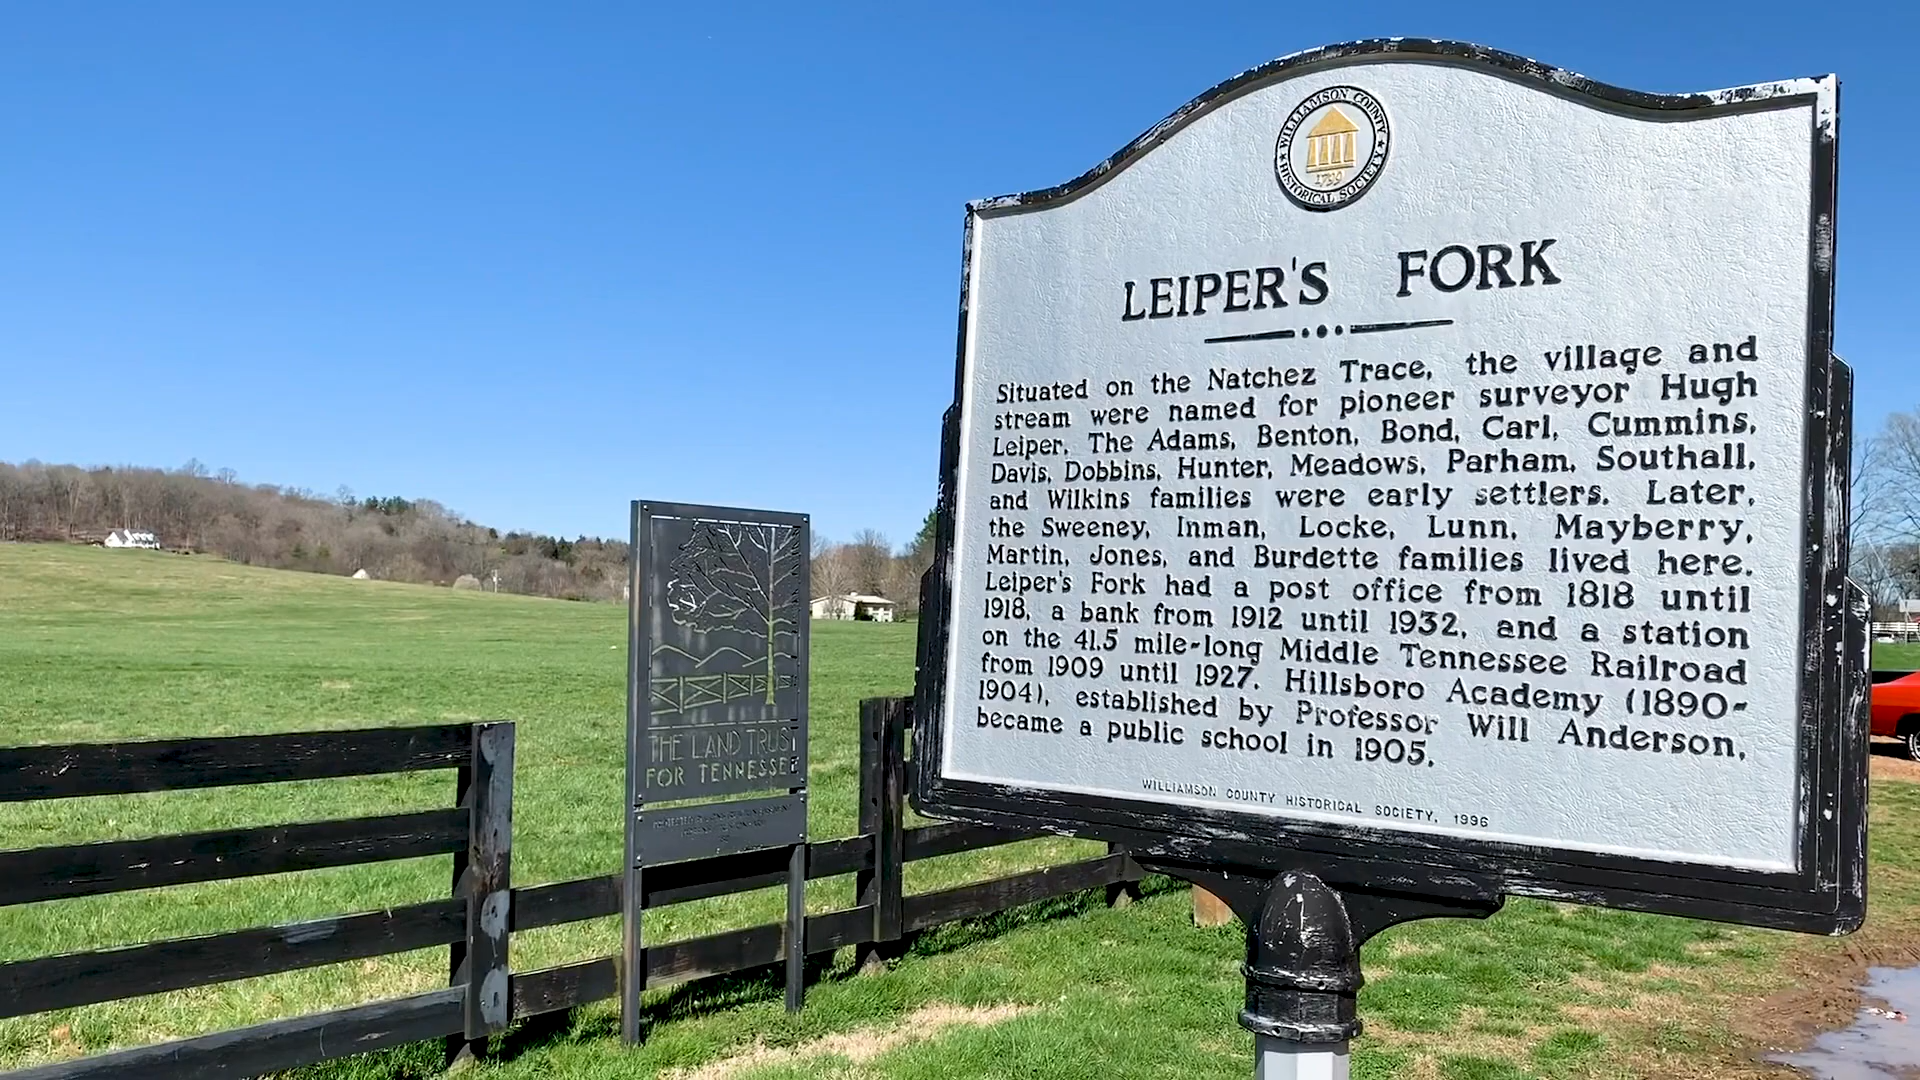 WILLIAMSON COUNTY
HISTORICAL SOCIETY
1799
LEIPER'S FORK
Situated on the Natchez Trace, the village and
stream were named for pioneer surveyor Hugh
Leiper. The Adams, Benton, Bond, Carl, Cummins,
Davis, Dobbins, Hunter, Meadows, Parham, Southall,
and Wilkins families were early settlers. Later,
the Sweeney, Inman, Locke, Lunn, Mayberry,
Martin, Jones, and Burdette families lived here.
Leiper's Fork had a post office from 1818 until
1918, a bank from 1912 until 1932, and a station
on the 41.5 mile-long Middle Tennessee Railroad
from 1909 until 1927. Hillsboro Academy (1890-
1904), established by Professor Will Anderson,
became a public school in 1905.
WILLIAMSON COUNTY HISTORICAL SOCIETY, 1996
THE LAND TRUST
FOR TENNESSEE